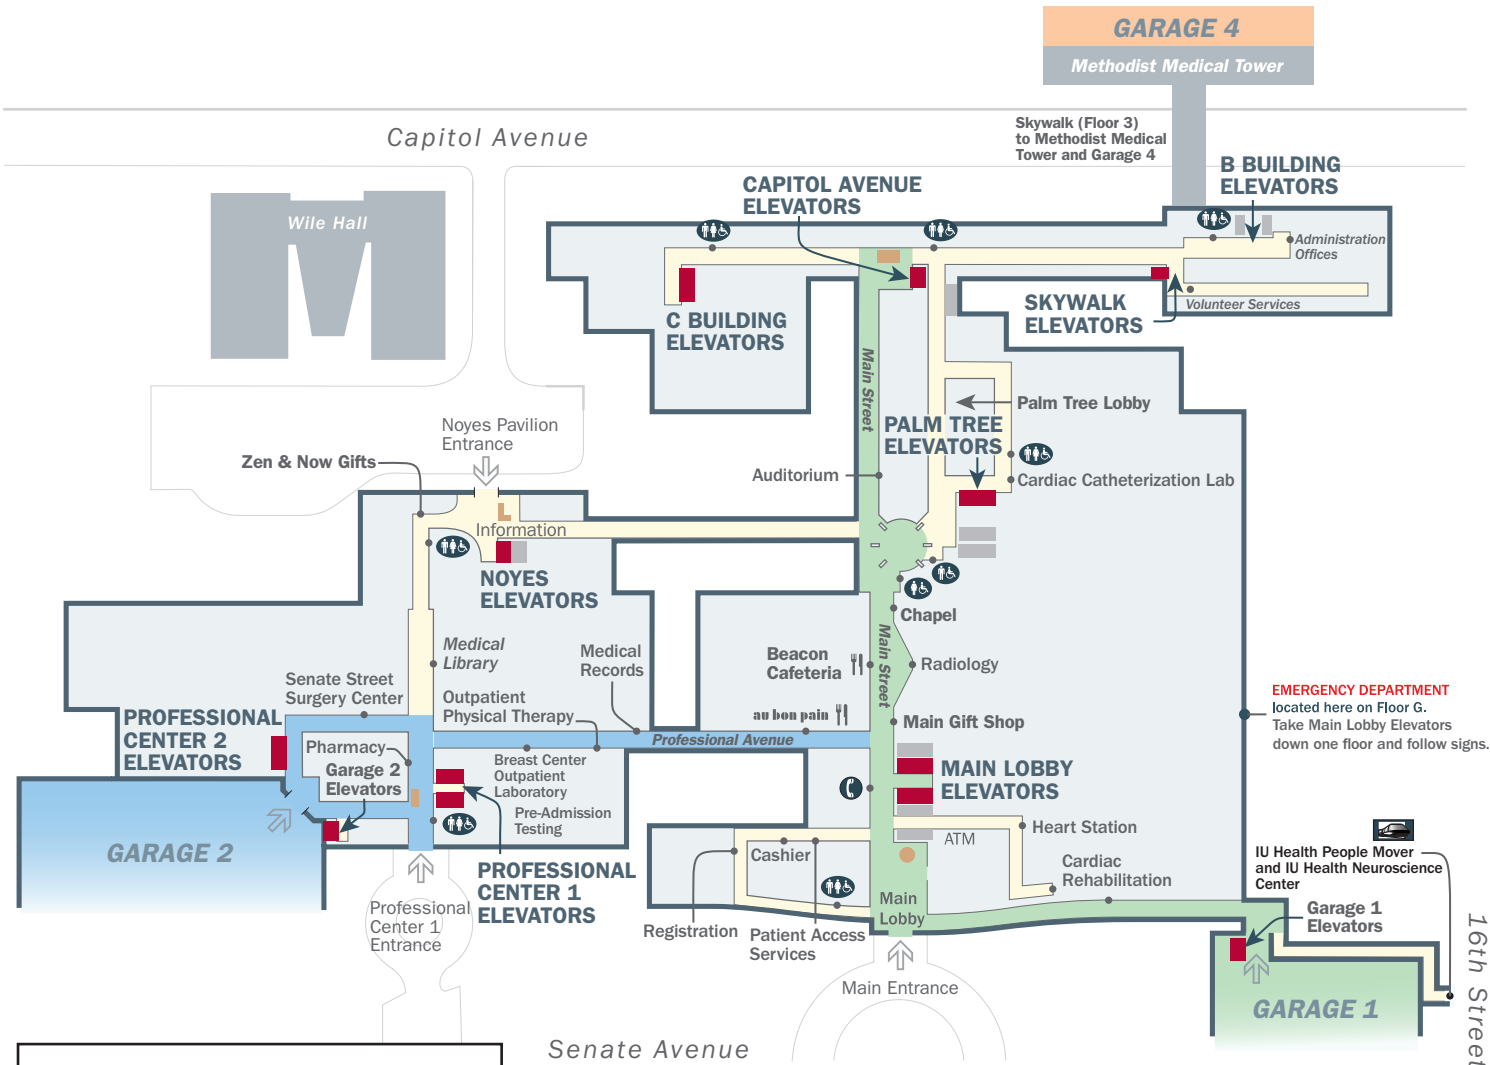 GARAGE 4
Methodist Medical Tower
Skywalk (Floor 3)
to Methodist Medical
Tower and Garage 4
Capitol Avenue
B BUILDING
ELEVATORS
CAPITOL AVENUE
ELEVATORS
Wile Hall
Administration
Offices
Volunteer Services
SKYWALK
ELEVATORS
C BUILDING
ELEVATORS
Main Street
Palm Tree Lobby
PALM TREE
ELEVATORS
Noyes Pavilion
Entrance
Zen & Now Gifts
Auditorium
Cardiac Catheterization Lab
Information
NOYES
ELEVATORS
Chapel
Main Street
Medical
Library
Medical
Records
Beacon
Cafeteria
Radiology
Senate Street
Surgery Center
Outpatient
Physical Therapy
au bon pain
Main Gift Shop
EMERGENCY DEPARTMENT
located here on Floor G.
Take Main Lobby Elevators
down one floor and follow signs.
PROFESSIONAL
CENTER 2
ELEVATORS
Pharmacy
Garage 2
Elevators
Professional Avenue
Breast Center
Outpatient
Laboratory
Pre-Admission
Testing
MAIN LOBBY
ELEVATORS
GARAGE 2
Heart Station
ATM
Cashier
Cardiac
Rehabilitation
IU Health People Mover
and IU Health Neuroscience
Center
PROFESSIONAL
CENTER 1
ELEVATORS
Professional
Center 1
Entrance
Registration
Patient Access
Services
Main
Lobby
Garage 1
Elevators
Main Entrance
GARAGE 1
16th Street
Senate Avenue